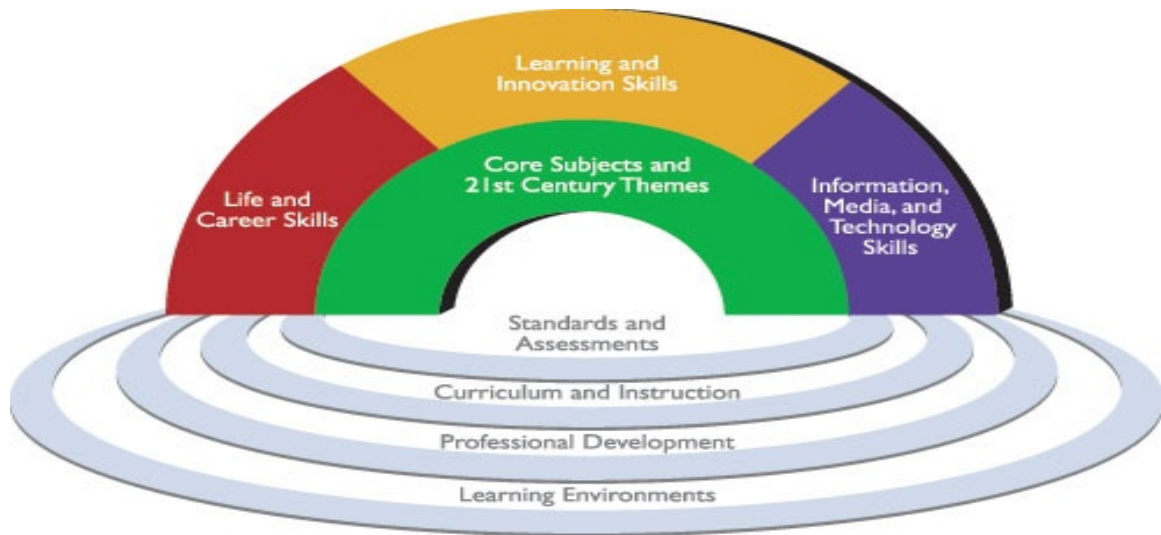 Learning and
Innovation Skills
Core Subjects and
21st Century Themes
Life and
Career Skills
Information,
Media, and
Technology
Skills
Standards and
Assessments
Curriculum and Instruction
Professional Development
Learning Environments